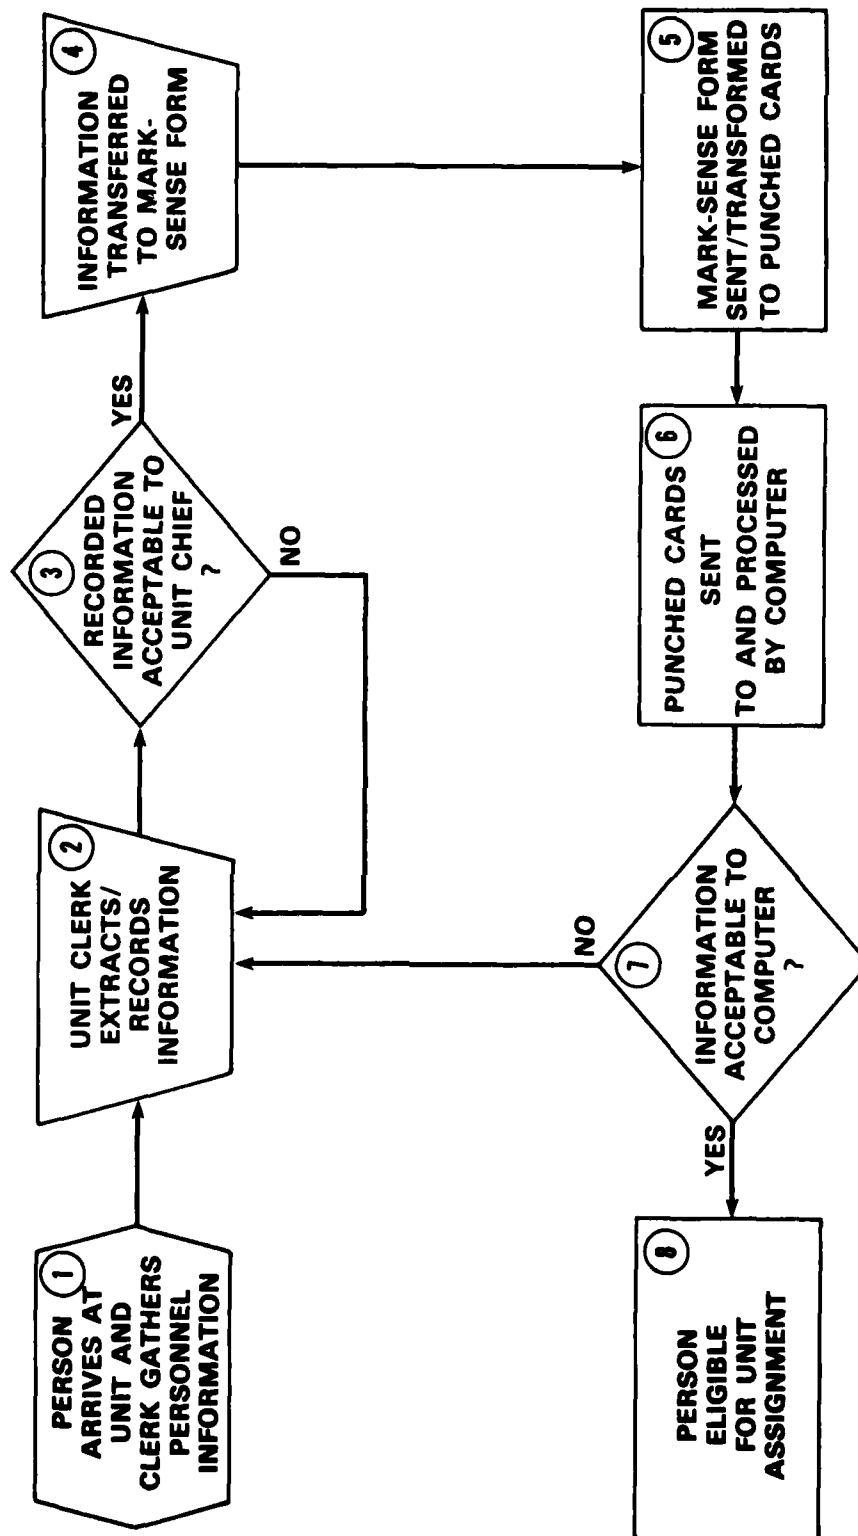 1
PERSON
ARRIVES AT
UNIT AND
CLERK GATHERS
PERSONNEL
INFORMATION
2
UNIT CLERK
EXTRACTS/
RECORDS
INFORMATION
3
RECORDED
INFORMATION
ACCEPTABLE TO
UNIT CHIEF
?
YES
NO
4
INFORMATION
TRANSFERRED
TO MARK-
SENSE FORM
5
MARK-SENSE FORM
SENT/TRANSFORMED
TO PUNCHED CARDS
6
PUNCHED CARDS
SENT
TO AND PROCESSED
BY COMPUTER
7
INFORMATION
ACCEPTABLE TO
COMPUTER
?
NO
YES
8
PERSON
ELIGIBLE
FOR UNIT
ASSIGNMENT